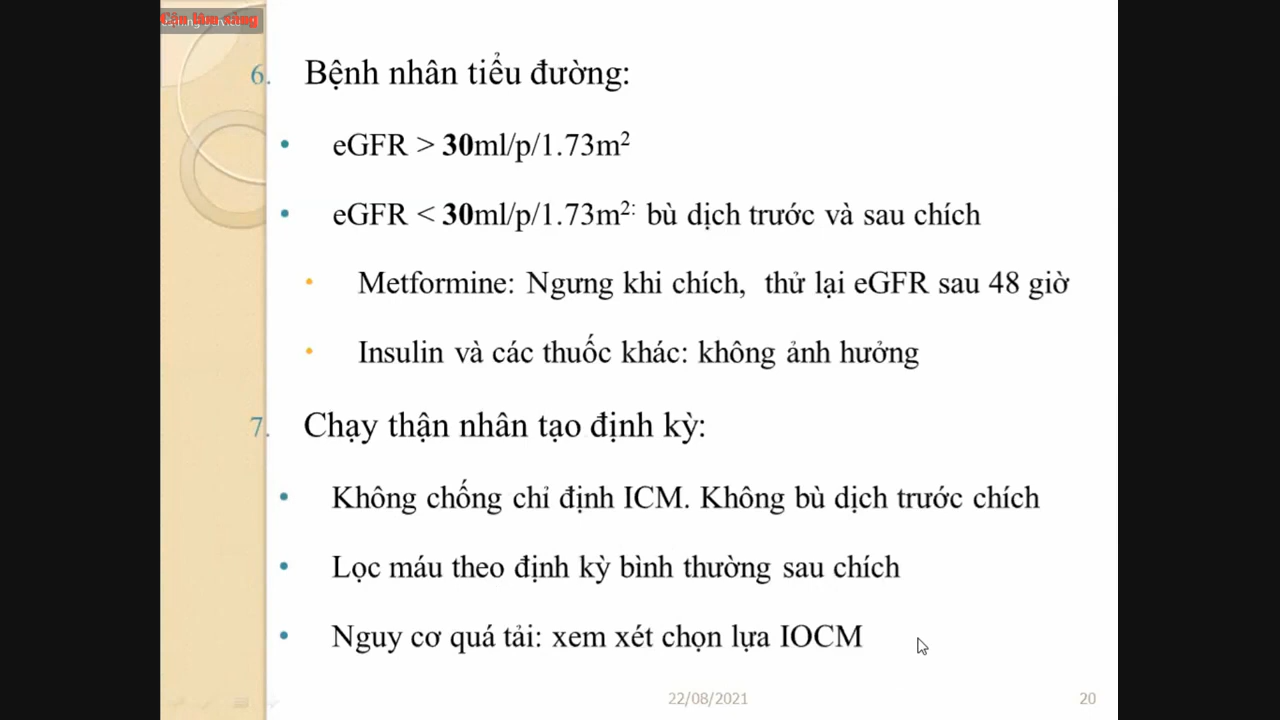 Cận lâm sàng
6. Bệnh nhân tiểu đường:
• eGFR > 30ml/p/1.73m²
• eGFR < 30ml/p/1.73m²: bù dịch trước và sau chích
• Metformine: Ngưng khi chích, thử lại eGFR sau 48 giờ
• Insulin và các thuốc khác: không ảnh hưởng
7. Chạy thận nhân tạo định kỳ:
• Không chống chỉ định ICM. Không bù dịch trước chích
• Lọc máu theo định kỳ bình thường sau chích
• Nguy cơ quá tải: xem xét chọn lựa IOCM
22/08/2021
20